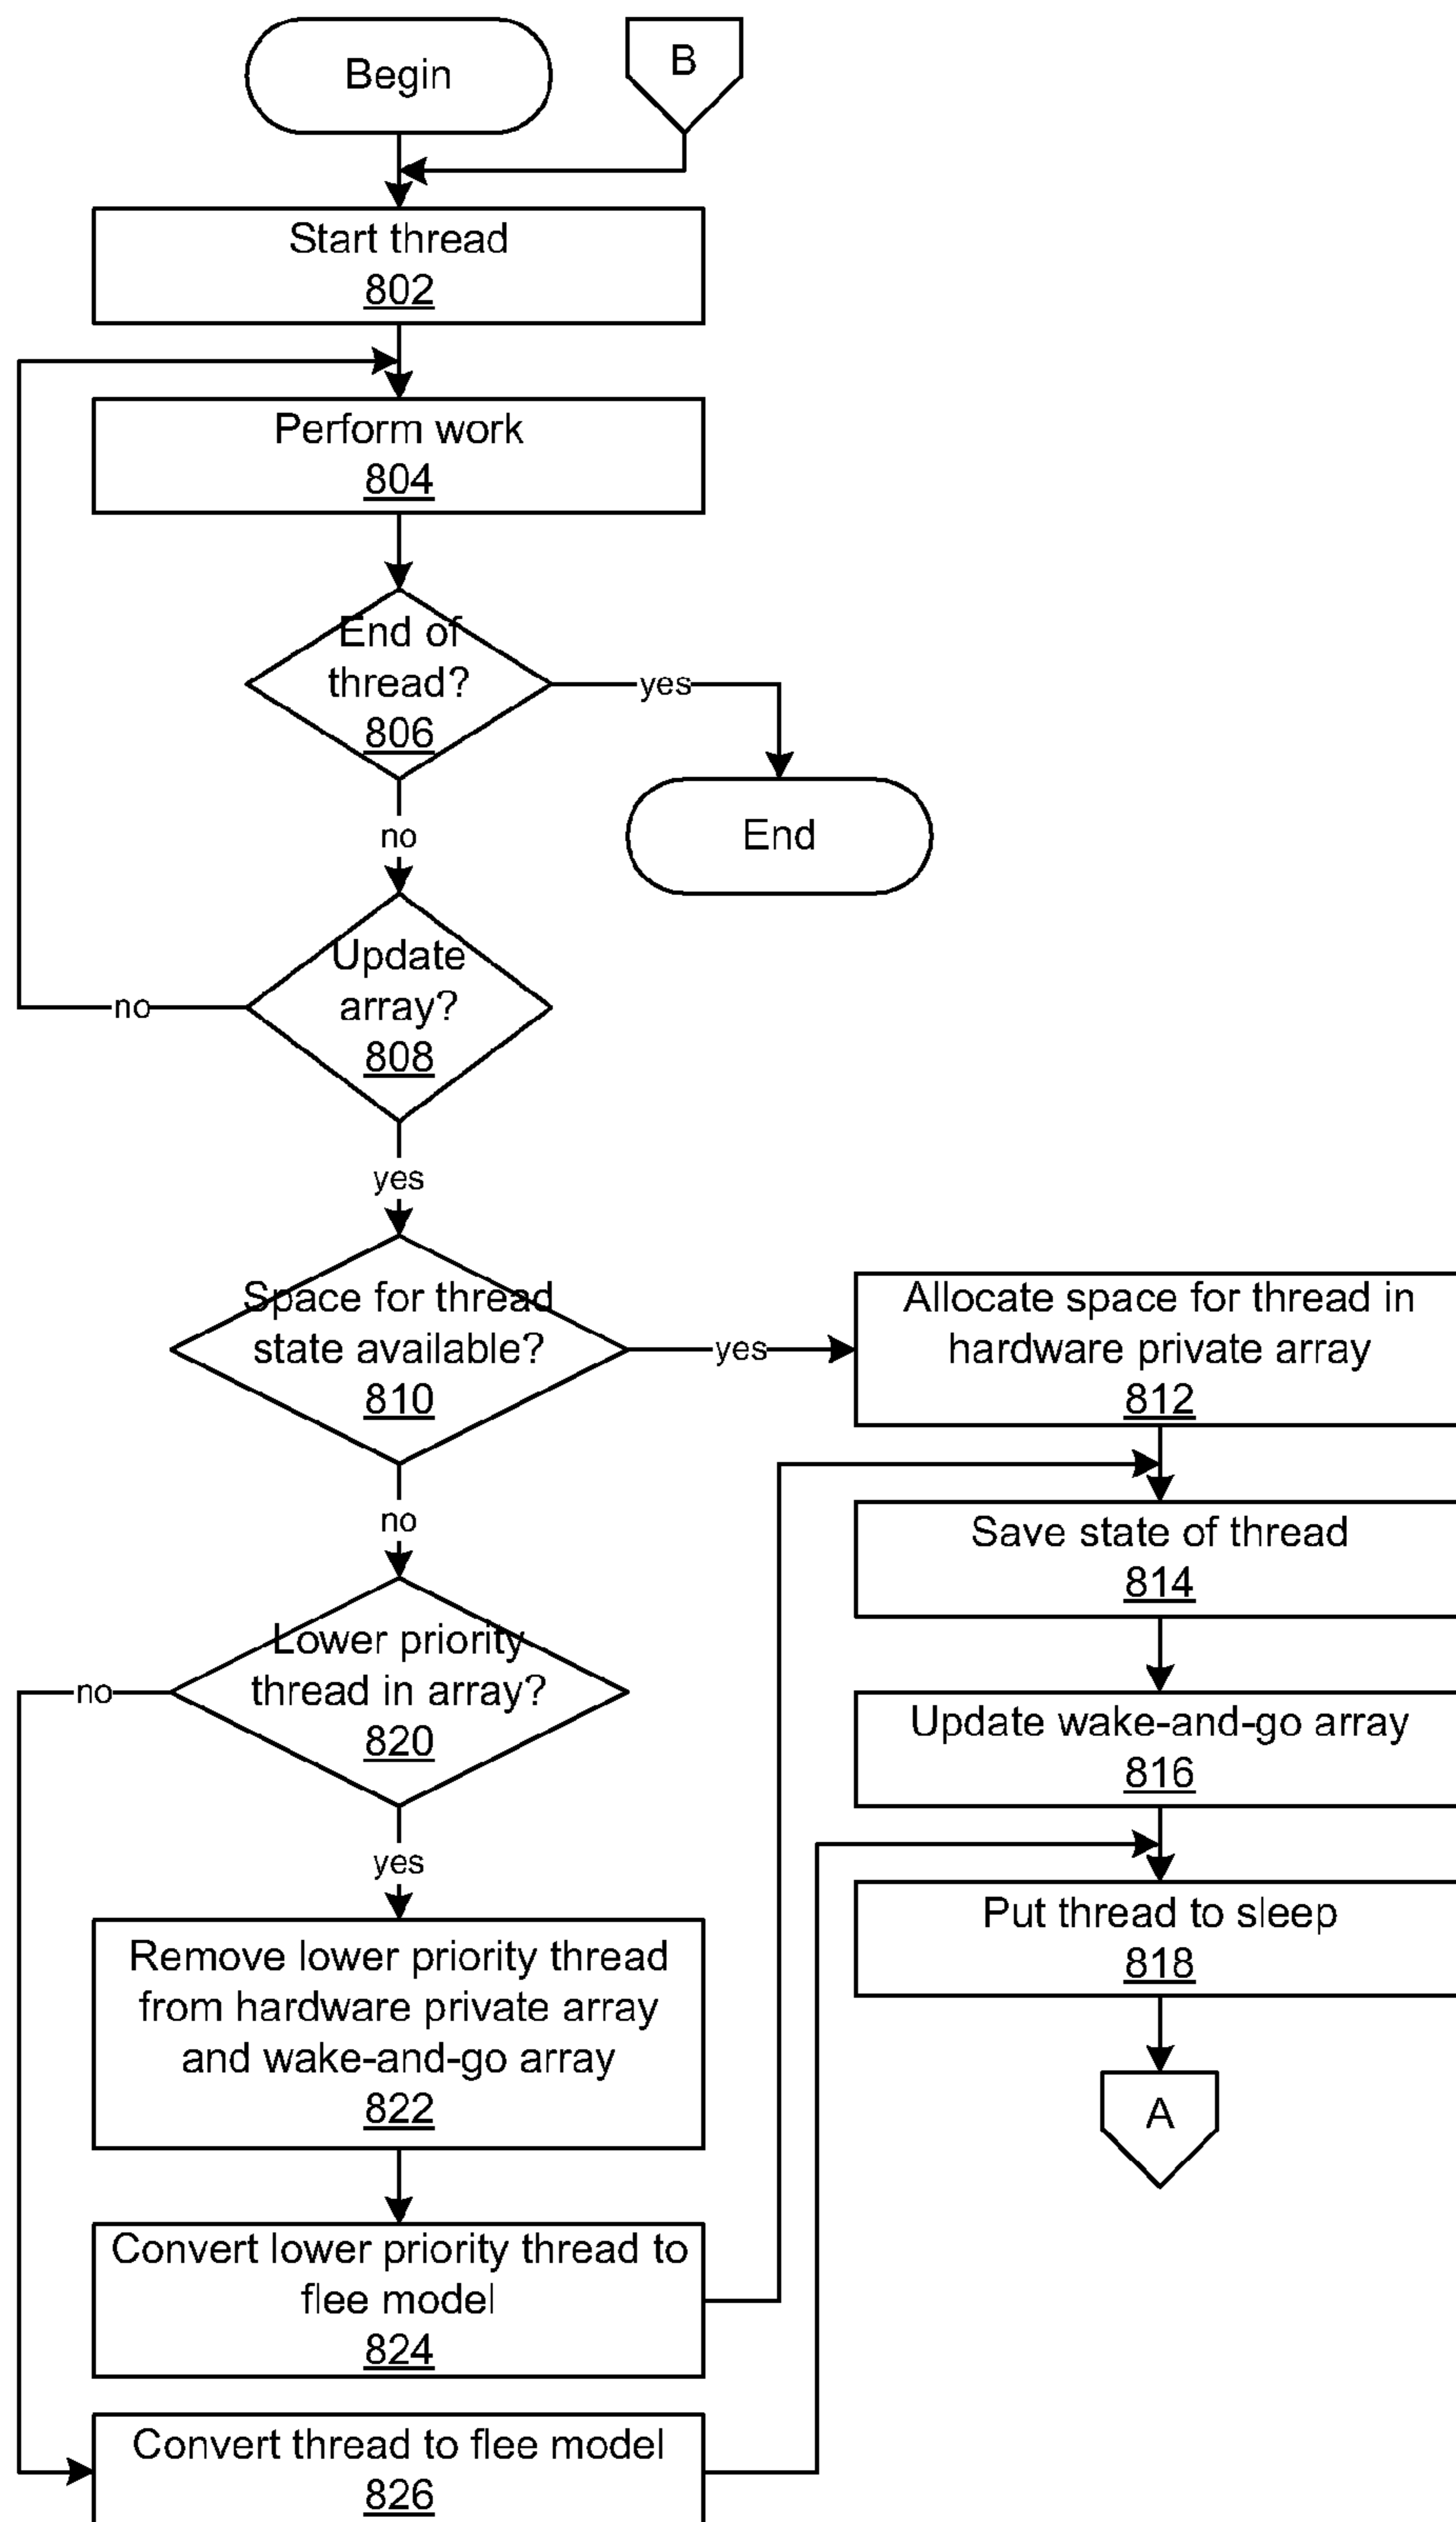 Begin
B
Start thread
802
Perform work
804
End of
thread?
806
yes
End
no
Update
array?
808
no
yes
Space for thread
state available?
810
yes
Allocate space for thread in
hardware private array
812
no
Save state of thread
814
Lower priority
thread in array?
820
no
Update wake-and-go array
816
yes
Put thread to sleep
818
Remove lower priority thread
from hardware private array
and wake-and-go array
822
A
Convert lower priority thread to
flee model
824
Convert thread to flee model
826